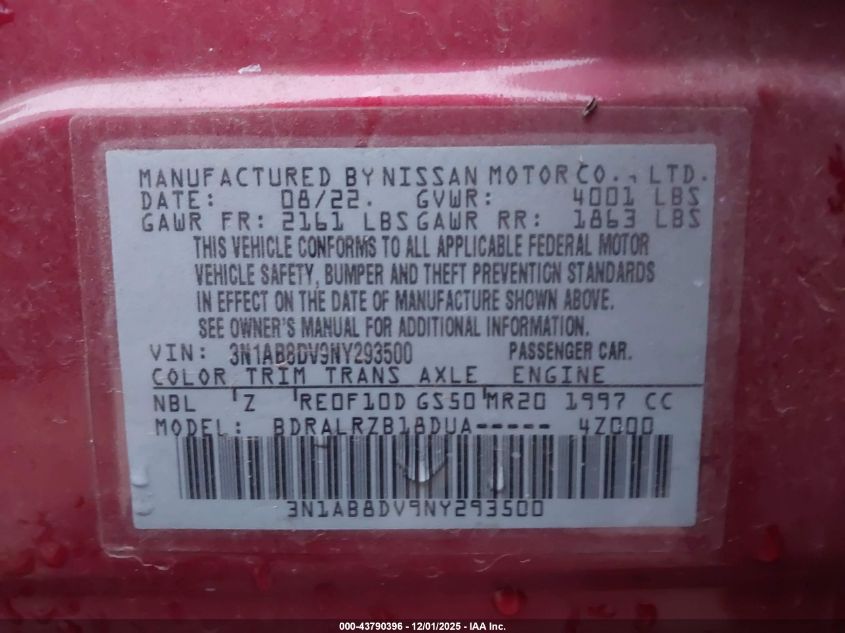 MANUFACTURED BY NISSAN MOTOR CO., LTD.
DATE: 08/22. GVWR: 4001 LBS
GAWR FR: 2161 LBS GAWR RR: 1863 LBS
THIS VEHICLE CONFORMS TO ALL APPLICABLE FEDERAL MOTOR
VEHICLE SAFETY, BUMPER AND THEFT PREVENTION STANDARDS
IN EFFECT ON THE DATE OF MANUFACTURE SHOWN ABOVE.
SEE OWNER'S MANUAL FOR ADDITIONAL INFORMATION.
VIN: 3N1AB8DV9NY293500 PASSENGER CAR.
COLOR TRIM TRANS AXLE ENGINE
NBL Z RE0F10D GS50 MR20 1997 CC
MODEL: BDRALRZB18DUA----- 4Z000
3N1AB8DV9NY293500
000-43790396 - 12/01/2025 - IAA Inc.